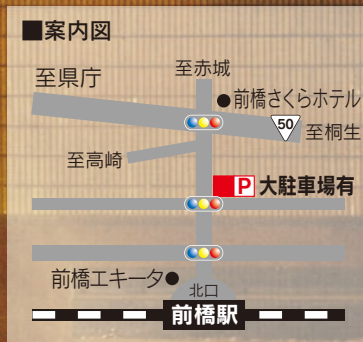 ■案内図
至県庁
至赤城
●前橋さくらホテル
50
至桐生
至高崎
P 大駐車場有
前橋エキータ●
北口
前橋駅